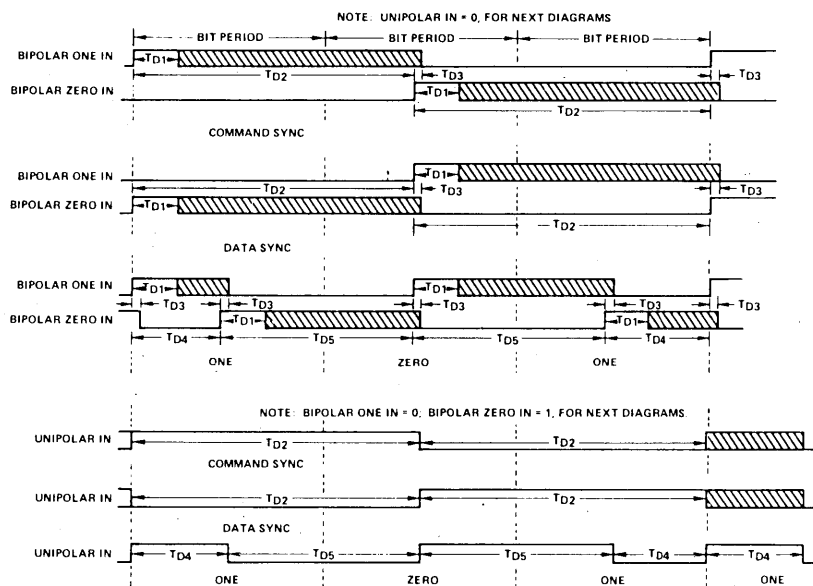 NOTE: UNIPOLAR IN = 0, FOR NEXT DIAGRAMS
BIT PERIOD BIT PERIOD BIT PERIOD
BIPOLAR ONE IN TD1
TD2 TD3 TD3
BIPOLAR ZERO IN TD1
TD2
COMMAND SYNC
BIPOLAR ONE IN TD1
TD2 TD3 TD3
BIPOLAR ZERO IN TD1
TD2
DATA SYNC
BIPOLAR ONE IN TD1 TD1
TD3 TD3 TD3 TD3 TD3
BIPOLAR ZERO IN TD1 TD1
TD4 TD5 TD5 TD4
ONE ZERO ONE
NOTE: BIPOLAR ONE IN = 0; BIPOLAR ZERO IN = 1, FOR NEXT DIAGRAMS.
UNIPOLAR IN TD2 TD2
COMMAND SYNC
UNIPOLAR IN TD2 TD2
DATA SYNC
UNIPOLAR IN TD4 TD5 TD5 TD4 TD4
ONE ZERO ONE ONE